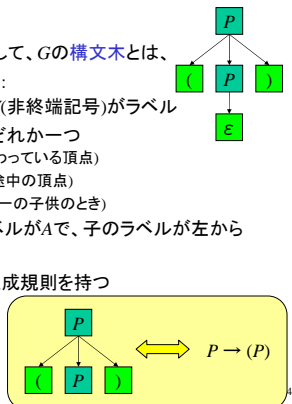 P
して、Gの構文木とは、
( P )
:
(非終端記号)がラベル
ε
どれか一つ
わっている頂点)
途中の頂点)
一の子供のとき)
ベルがAで、子のラベルが左から
成規則を持つ
P
P → (P)
( P )
4